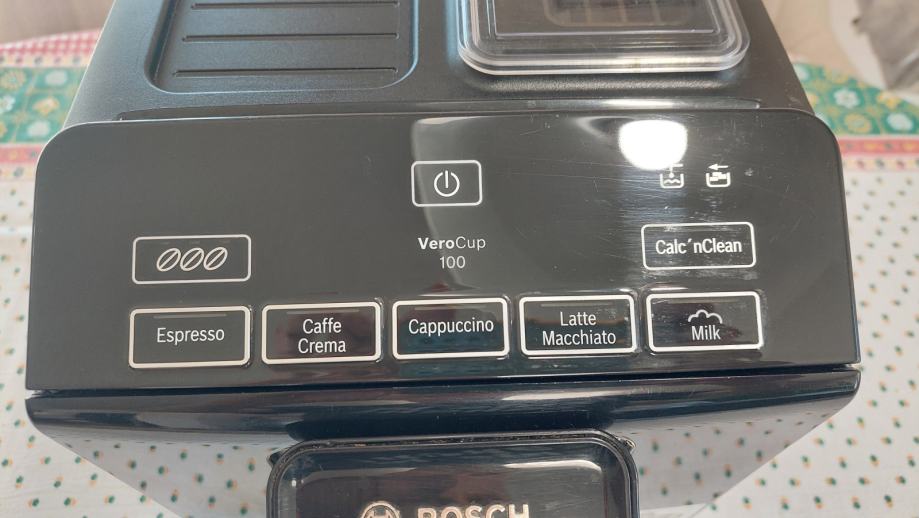 VeroCup
100
Calc'nClean
Espresso
Caffe
Crema
Cappuccino
Latte
Macchiato
Milk
BOSCH